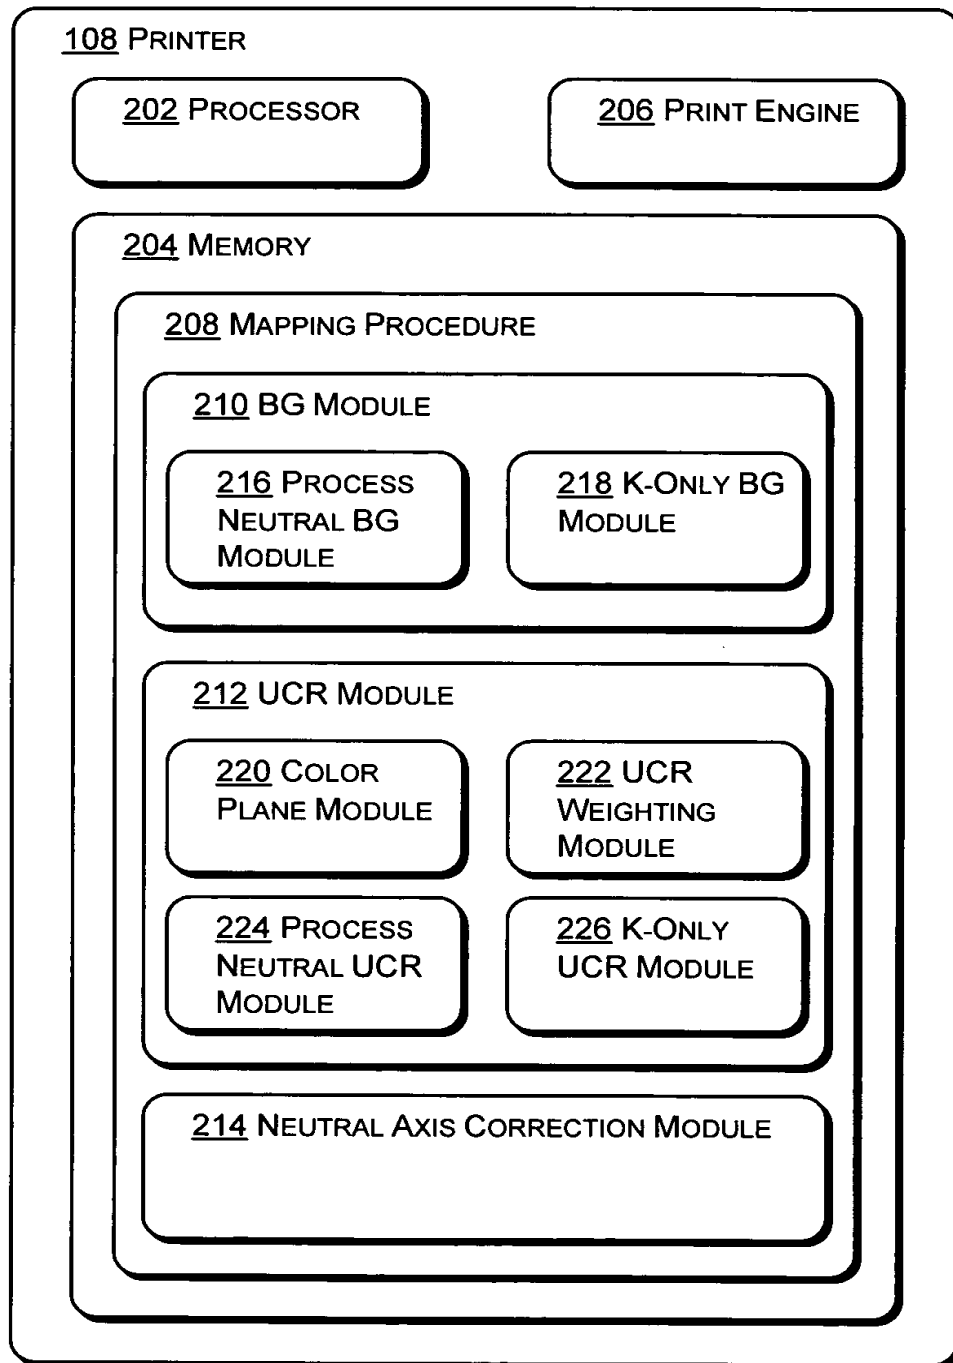 108 PRINTER
202 PROCESSOR
206 PRINT ENGINE
204 MEMORY
208 MAPPING PROCEDURE
210 BG MODULE
216 PROCESS
NEUTRAL BG
MODULE
218 K-ONLY BG
MODULE
212 UCR MODULE
220 COLOR
PLANE MODULE
222 UCR
WEIGHTING
MODULE
224 PROCESS
NEUTRAL UCR
MODULE
226 K-ONLY
UCR MODULE
214 NEUTRAL AXIS CORRECTION MODULE